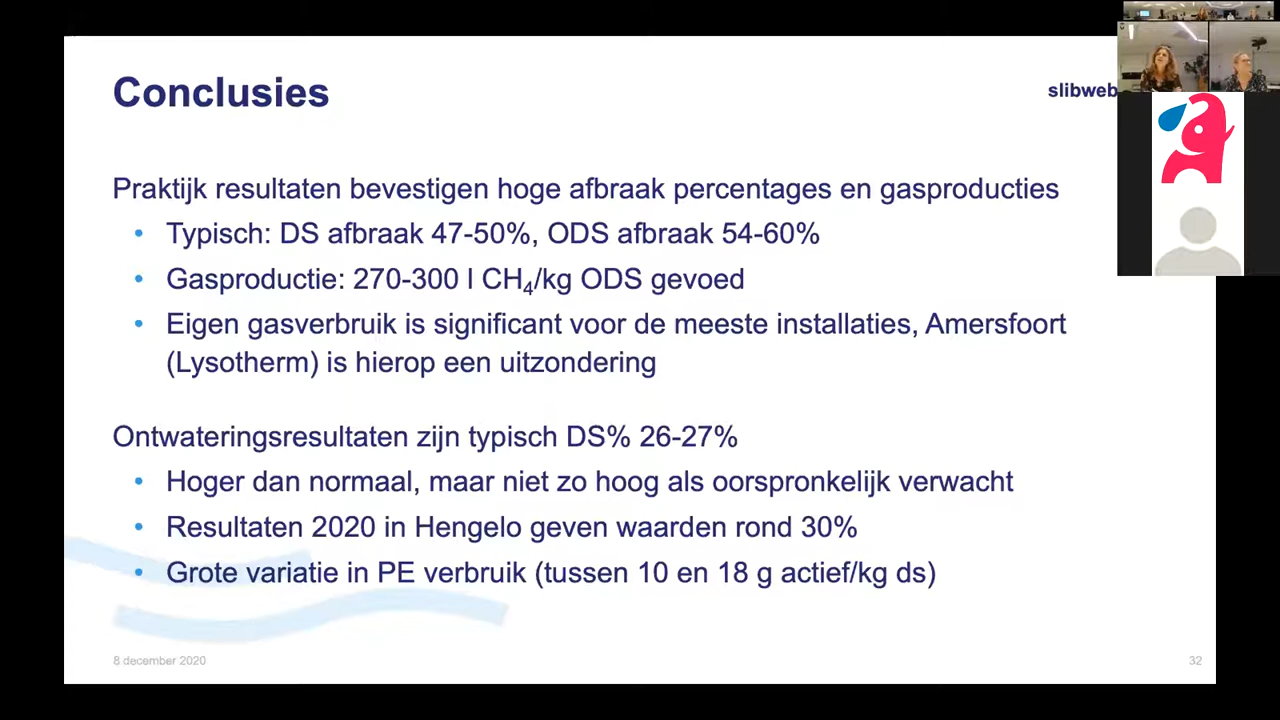 Conclusies
slibweb
Praktijk resultaten bevestigen hoge afbraak percentages en gasproducties
• Typisch: DS afbraak 47-50%, ODS afbraak 54-60%
• Gasproductie: 270-300 l CH₄/kg ODS gevoed
• Eigen gasverbruik is significant voor de meeste installaties, Amersfoort
(Lysotherm) is hierop een uitzondering
Ontwateringsresultaten zijn typisch DS% 26-27%
• Hoger dan normaal, maar niet zo hoog als oorspronkelijk verwacht
• Resultaten 2020 in Hengelo geven waarden rond 30%
• Grote variatie in PE verbruik (tussen 10 en 18 g actief/kg ds)
8 december 2020
32